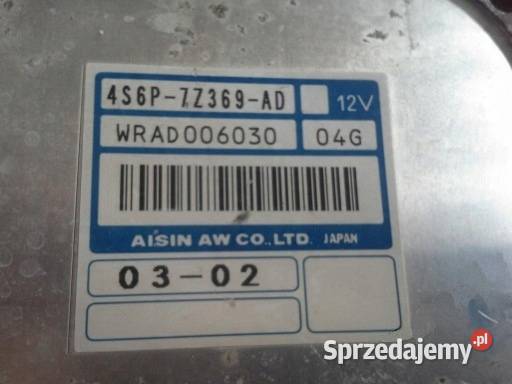 4S6P-7Z369-AD 12V
WRAD006030 04G
AISIN AW CO.,LTD. JAPAN
03-02
Sprzedajemy.pl